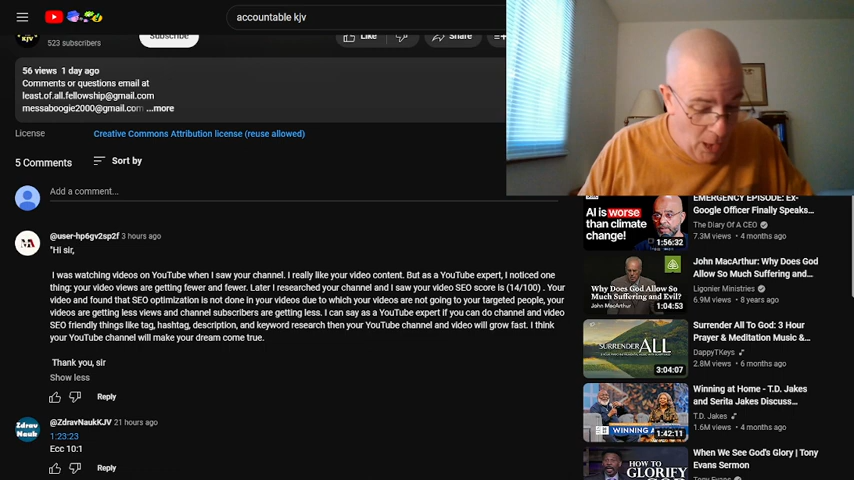 accountable kjv
523 subscribers
Subscribe
Like
Share
56 views 1 day ago
Comments or questions email at
least.of.all.fellowship@gmail.com
messaboogie2000@gmail.com ...more
License
Creative Commons Attribution license (reuse allowed)
5 Comments
Sort by
Add a comment...
@user-hp6gv2sp2f 3 hours ago
"Hi sir,
I was watching videos on YouTube when I saw your channel. I really like your video content. But as a YouTube expert, I noticed one
thing: your video views are getting fewer and fewer. Later I researched your channel and I saw your video SEO score is (14/100) . Your
video and found that SEO optimization is not done in your videos due to which your videos are not going to your targeted people, your
videos are getting less views and channel subscribers are getting less. I can say as a YouTube expert if you can do channel and video
SEO friendly things like tag, hashtag, description, and keyword research then your YouTube channel and video will grow fast. I think
your YouTube channel will make your dream come true.
Thank you, sir
Show less
Reply
@ZdravNaukKJV 21 hours ago
1:23:23
Ecc 10:1
Reply
Zdrav
Nauk
KJV
AI is worse
than climate
change!
1:56:32
EMERGENCY EPISODE: Ex-
Google Officer Finally Speaks...
The Diary Of A CEO
7.3M views • 4 months ago
Why Does God Allow
So Much Suffering and Evil?
JOHN MACARTHUR
1:04:53
John MacArthur: Why Does God
Allow So Much Suffering and...
Ligonier Ministries
6.9M views • 8 years ago
SURRENDER ALL
3:04:07
Surrender All To God: 3 Hour
Prayer & Meditation Music &...
DappyTKeys
2.8M views • 6 months ago
WINNING A
1:42:11
Winning at Home - T.D. Jakes
and Serita Jakes Discuss...
T.D. Jakes
1.6M views • 4 months ago
HOW TO
GLORIFY
When We See God's Glory | Tony
Evans Sermon
Tony Evans